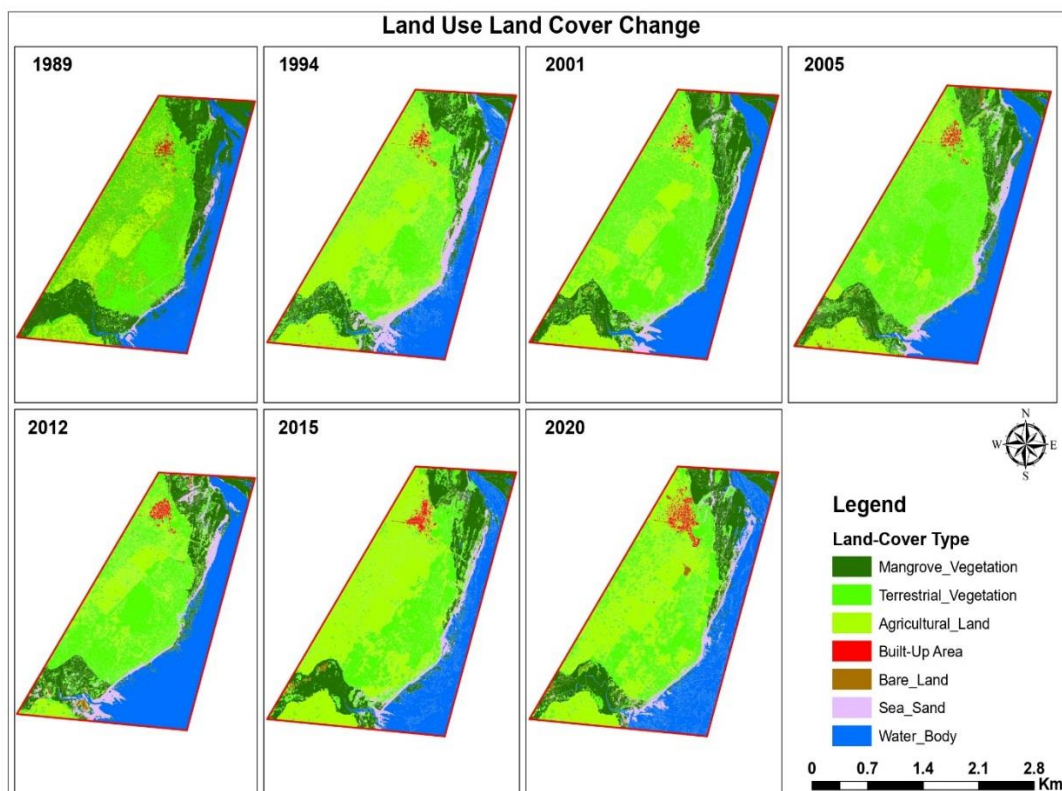 Land Use Land Cover Change
1989
1994
2001
2005
2012
2015
2020
N
W E
S
Legend
Land-Cover Type
Mangrove_Vegetation
Terrestrial_Vegetation
Agricultural_Land
Built-Up Area
Bare_Land
Sea_Sand
Water_Body
0 0.7 1.4 2.1 2.8
Km